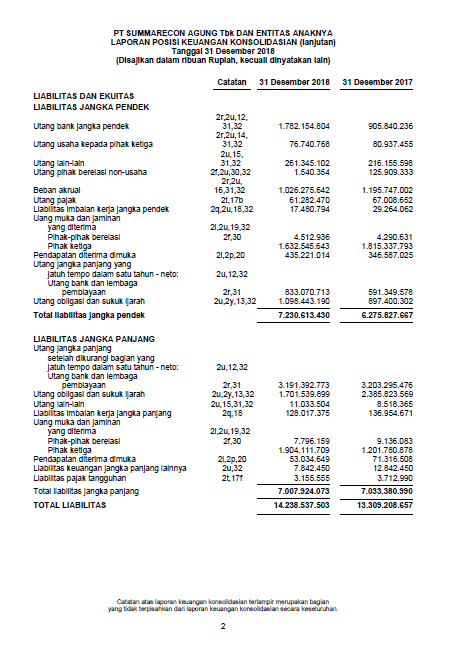 PT SUMMARECON AGUNG Tbk DAN ENTITAS ANAKNYA
LAPORAN POSISI KEUANGAN KONSOLIDASIAN (lanjutan)
Tanggal 31 Desember 2018
(Disajikan dalam ribuan Rupiah, kecuali dinyatakan lain)
Catatan 31 Desember 2018 31 Desember 2017
LIABILITAS DAN EKUITAS
LIABILITAS JANGKA PENDEK
2r,2u,12,
Utang bank jangka pendek 31,32 1.782.154.804 905.840.236
2r,2u,14,
Utang usaha kepada pihak ketiga 31,32 76.740.768 80.937.455
2u,15,
Utang lain-lain 31,32 261.345.102 216.155.598
Utang pihak berelasi non-usaha 2f,2u,30,32 1.540.354 125.909.333
2r,2u,
Beban akrual 16,31,32 1.026.275.642 1.195.747.002
Utang pajak 2t,17b 61.282.470 67.008.652
Liabilitas imbalan kerja jangka pendek 2q,2u,18,32 17.480.794 29.264.062
Uang muka dan jaminan
yang diterima 2l,2u,19,32
Pihak-pihak berelasi 2f,30 4.512.936 4.290.631
Pihak ketiga 1.632.545.643 1.815.337.793
Pendapatan diterima dimuka 2l,2p,20 435.221.014 346.587.025
Utang jangka panjang yang
jatuh tempo dalam satu tahun - neto: 2u,12,32
Utang bank dan lembaga
pembiayaan 2r,31 833.070.713 591.349.578
Utang obligasi dan sukuk ijarah 2u,2y,13,32 1.098.443.190 897.400.302
Total liabilitas jangka pendek 7.230.613.430 6.275.827.667
LIABILITAS JANGKA PANJANG
Utang jangka panjang
setelah dikurangi bagian yang
jatuh tempo dalam satu tahun - neto: 2u,12,32
Utang bank dan lembaga
pembiayaan 2r,31 3.191.392.773 3.203.295.476
Utang obligasi dan sukuk ijarah 2u,2y,13,32 1.701.539.899 2.385.823.569
Utang lain-lain 2u,15,31,32 11.033.504 8.518.365
Liabilitas imbalan kerja jangka panjang 2q,18 128.017.375 136.954.671
Uang muka dan jaminan
yang diterima 2l,2u,19,32
Pihak-pihak berelasi 2f,30 7.796.159 9.136.083
Pihak ketiga 1.904.111.709 1.201.780.878
Pendapatan diterima dimuka 2l,2p,20 53.034.649 71.316.508
Liabilitas keuangan jangka panjang lainnya 2u,32 7.842.450 12.842.450
Liabilitas pajak tangguhan 2t,17f 3.155.555 3.712.990
Total liabilitas jangka panjang 7.007.924.073 7.033.380.990
TOTAL LIABILITAS 14.238.537.503 13.309.208.657
Catatan atas laporan keuangan konsolidasian terlampir merupakan bagian
yang tidak terpisahkan dari laporan keuangan konsolidasian secara keseluruhan.
2